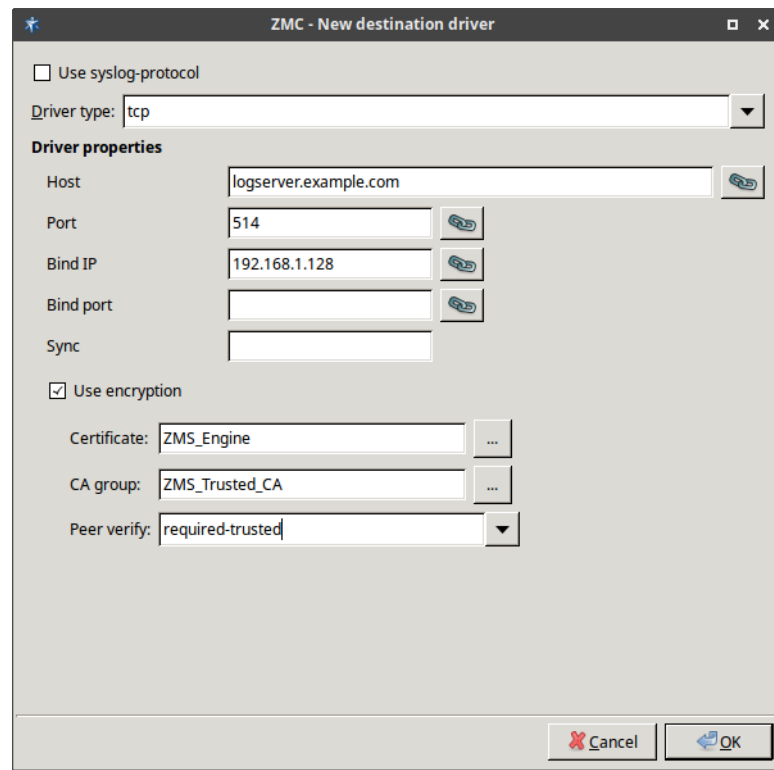 ZMC - New destination driver
Use syslog-protocol
Driver type: tcp
Driver properties
Host logserver.example.com
Port 514
Bind IP 192.168.1.128
Bind port
Sync
Use encryption
Certificate: ZMS_Engine ...
CA group: ZMS_Trusted_CA ...
Peer verify: required-trusted
Cancel OK